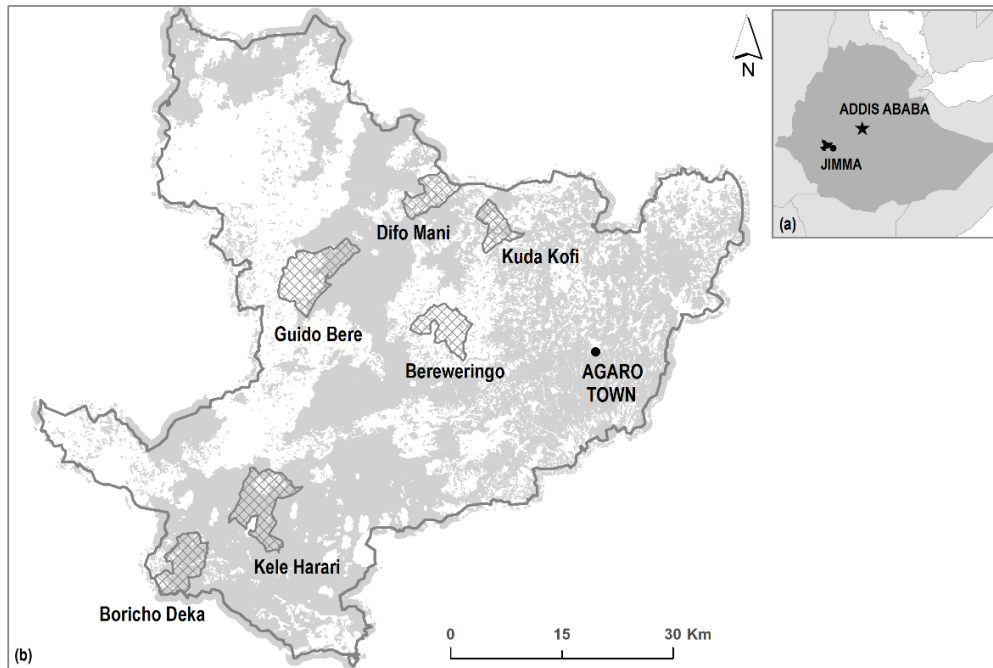 N
ADDIS ABABA
JIMMA
(a)
Difo Mani
Kuda Kofi
Guido Bere
Bereweringo
AGARO
TOWN
Kele Harari
Boricho Deka
0 15 30 Km
(b)